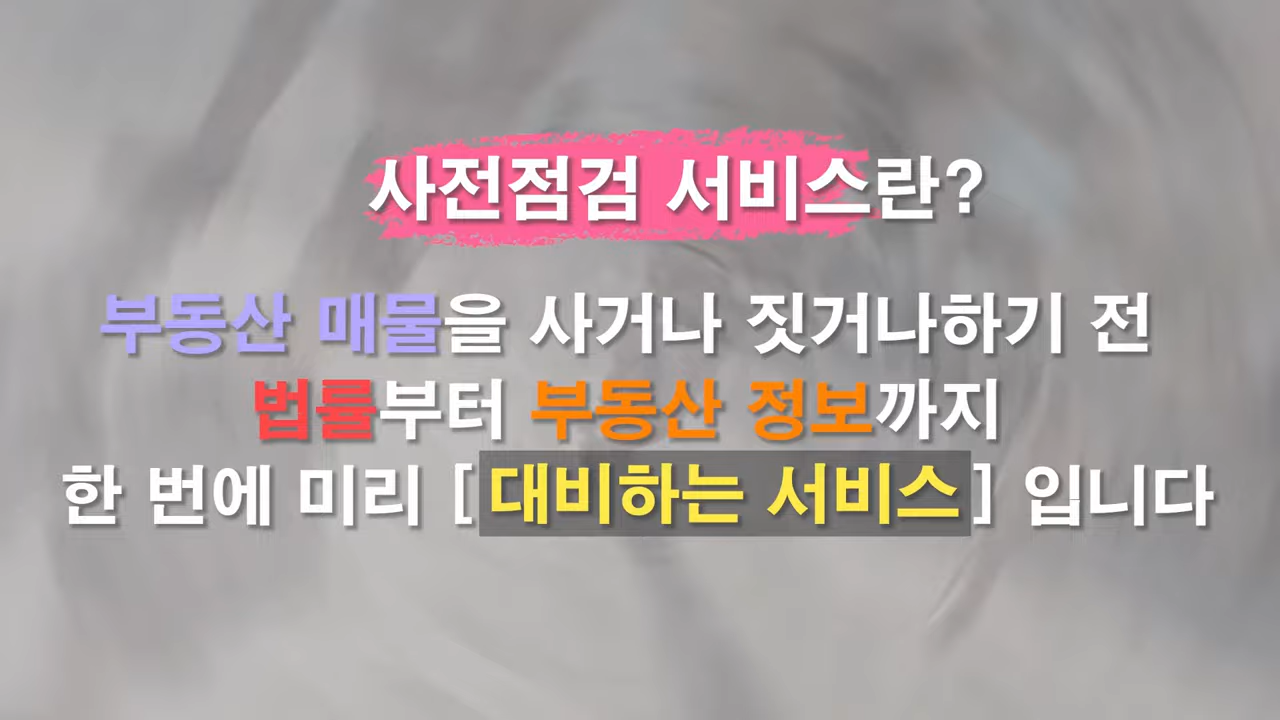 사전점검 서비스란?
부동산 매물을 사거나 짓거나하기 전
법률부터 부동산 정보까지
한 번에 미리 [대비하는 서비스] 입니다